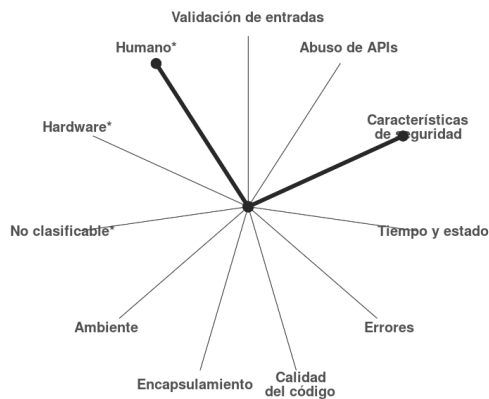 Validación de entradas
Humano*
Abuso de APIs
Características
de seguridad
Hardware*
No clasificable*
Tiempo y estado
Ambiente
Errores
Encapsulamiento
Calidad
del código